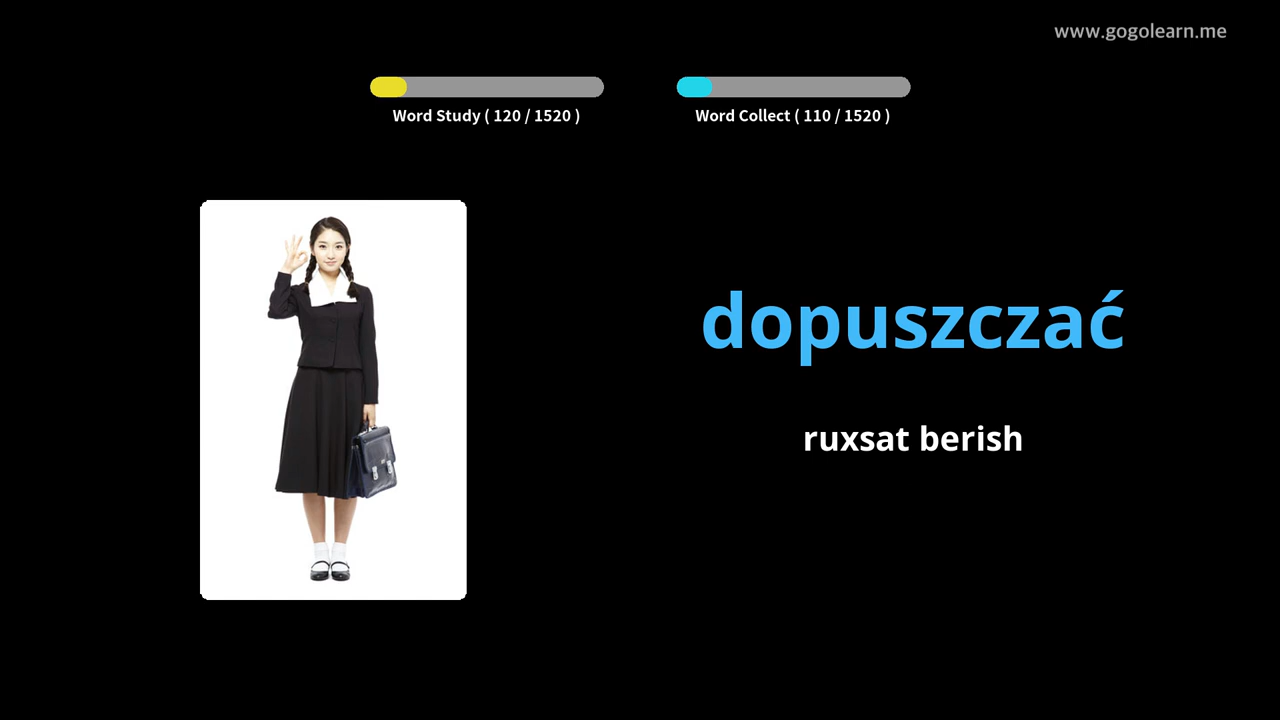 www.gogolearn.me
Word Study ( 120 / 1520 )
Word Collect ( 110 / 1520 )
dopuszczać
ruxsat berish